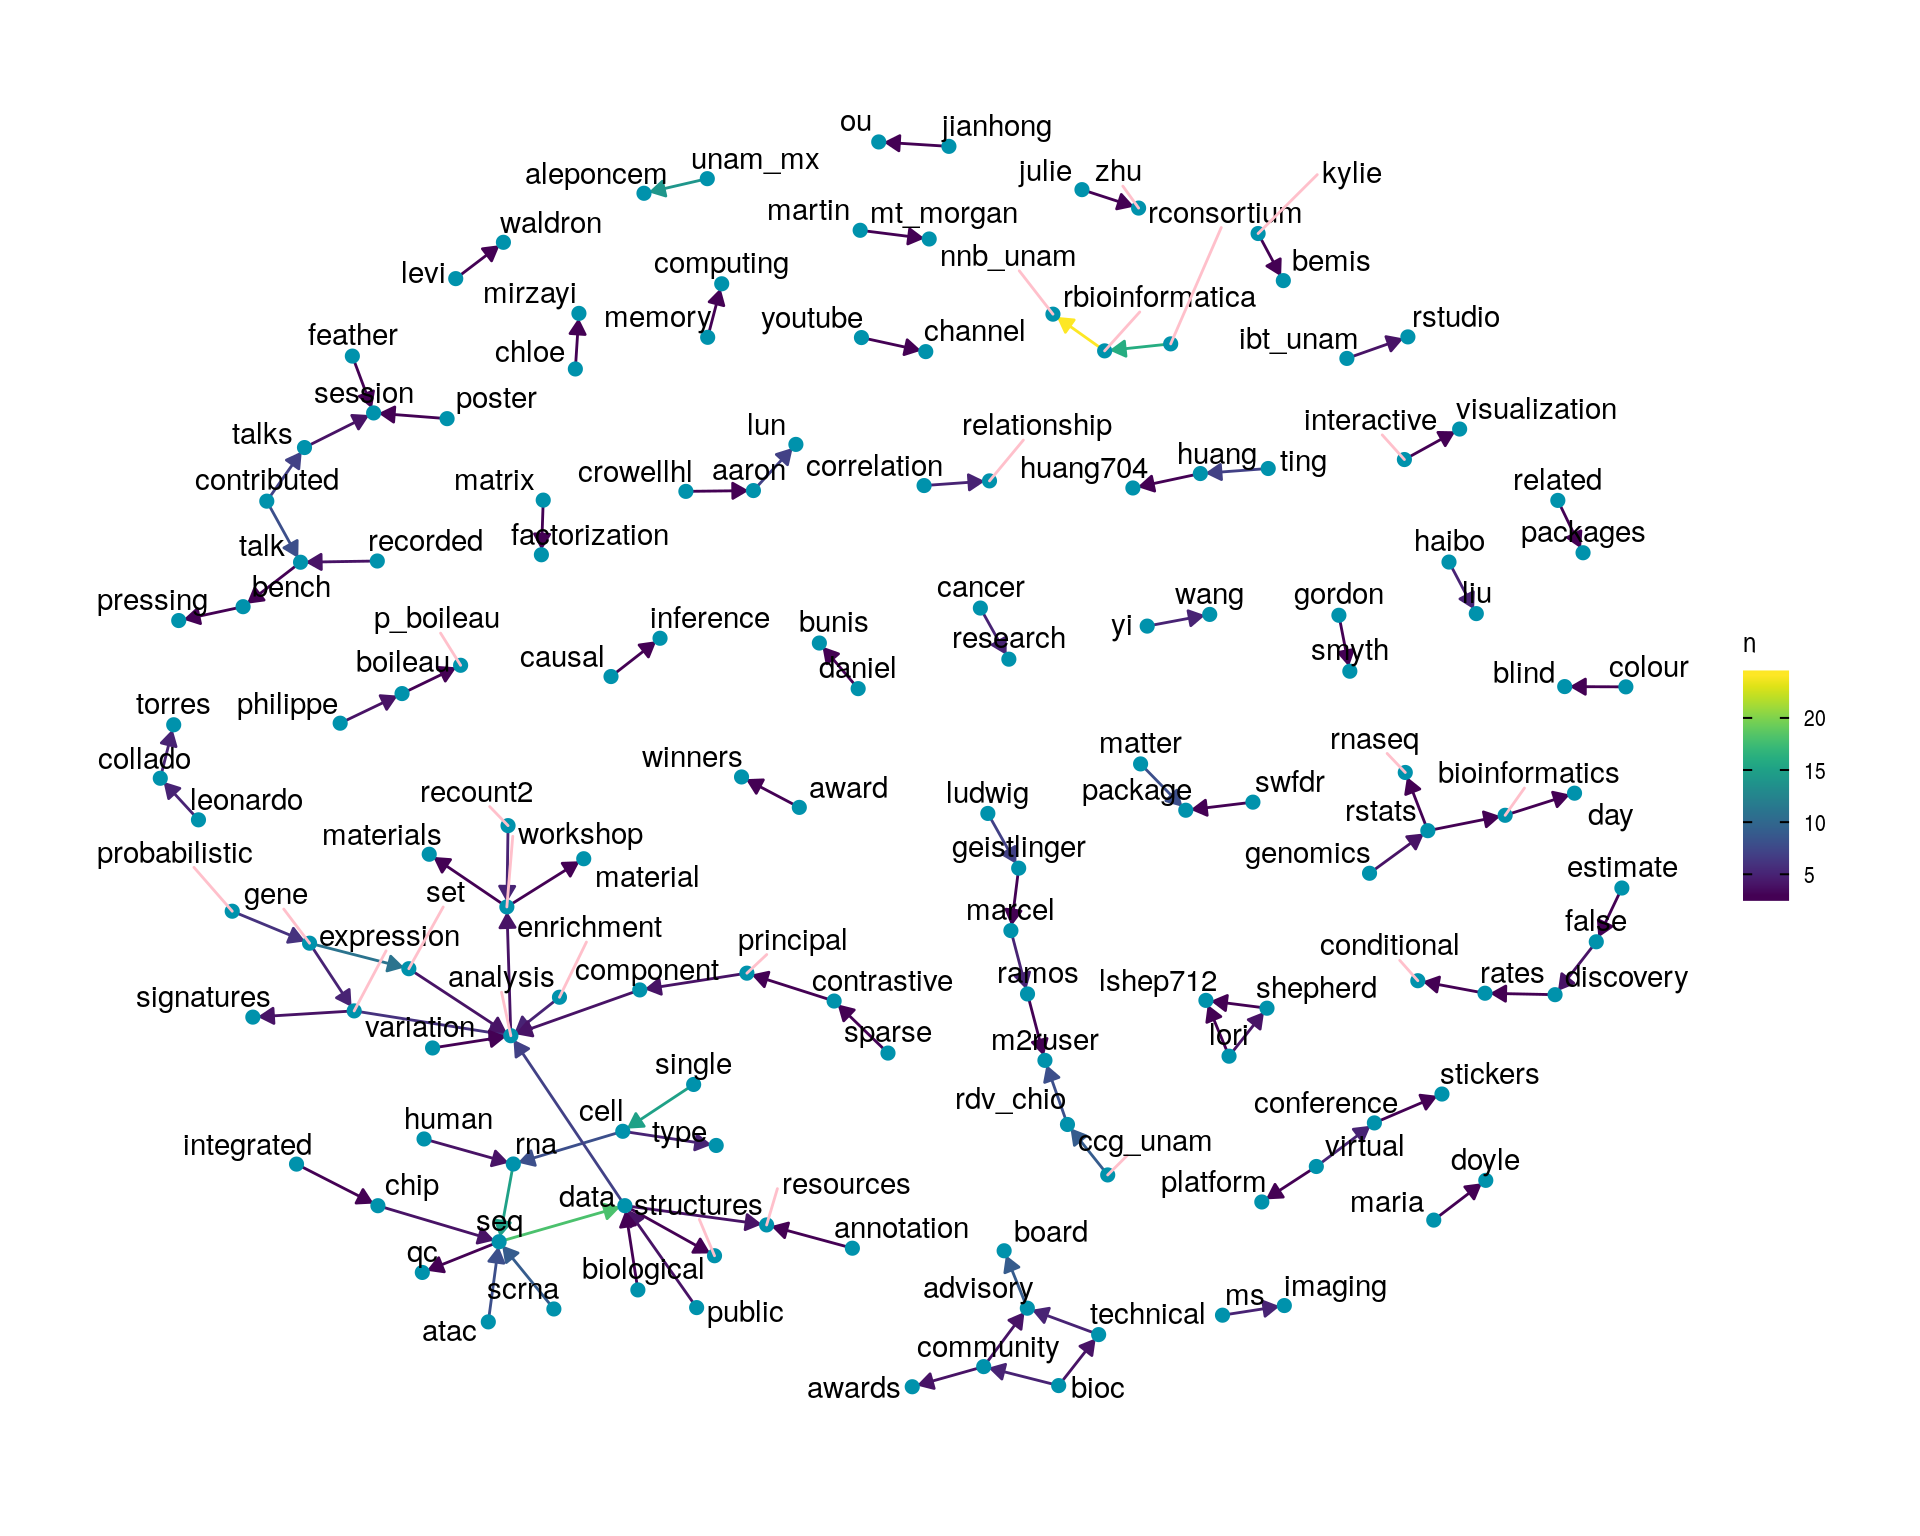 ou
jianhong
unam_mx
aleponcem
julie
zhu
kylie
waldron
martin
mt_morgan
rconsortium
levi
computing
nnb_unam
bemis
mirzayi
memory
youtube
rbioinformatica
feather
chloe
channel
ibt_unam
rstudio
session
poster
talks
lun
relationship
interactive
visualization
contributed
matrix
crowellhl
aaron
correlation
huang704
huang
ting
related
talk
recorded
factorization
haibo
packages
pressing
bench
cancer
wang
gordon
liu
p_boileau
inference
bunis
yi
research
smyth
boileau
causal
daniel
blind
colour
n
torres
philippe
collado
winners
matter
rnaseq
20
leonardo
recount2
award
ludwig
package
swfdr
bioinformatics
15
probabilistic
materials
workshop
geistlinger
rstats
day
10
gene
set
material
genomics
estimate
5
expression
enrichment
principal
marcel
false
signatures
analysis
component
contrastive
ramos
lshep712
shepherd
conditional
rates
discovery
variation
sparse
m2ruser
lori
single
stickers
human
cell
rdv_chio
conference
integrated
rna
type
ccg_unam
virtual
doyle
chip
data
structures
resources
platform
maria
seq
annotation
board
qc
biological
scrna
advisory
technical
ms
imaging
atac
public
community
awards
bioc